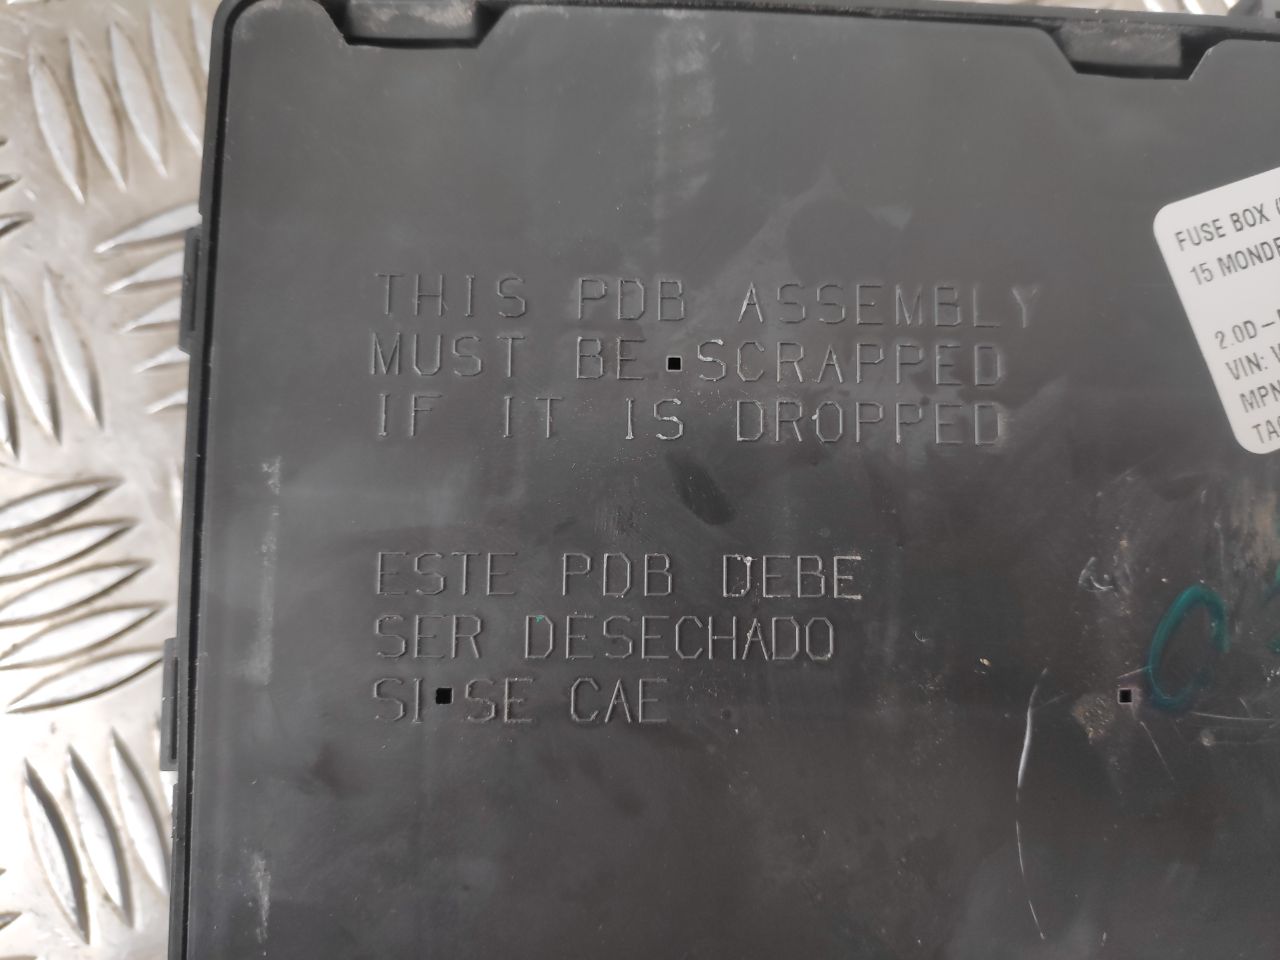 THIS PDB ASSEMBLY
MUST BE SCRAPPED
IF IT IS DROPPED
ESTE PDB DEBE
SER DESECHADO
SI SE CAE
FUSE BOX
15
2.0D -
VIN:
MPN